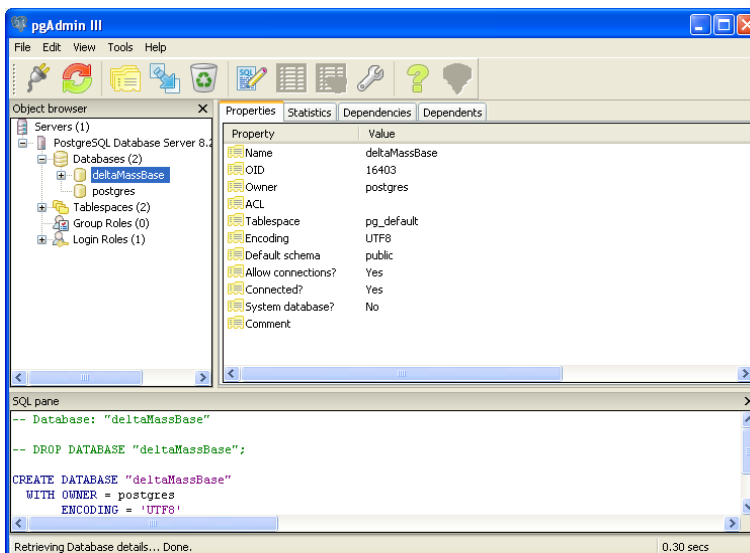 pgAdmin III
File Edit View Tools Help
SQL
Object browser
Servers (1)
PostgreSQL Database Server 8.2
Databases (2)
deltaMassBase
postgres
Tablespaces (2)
Group Roles (0)
Login Roles (1)
Properties Statistics Dependencies Dependents
Property Value
Name deltaMassBase
OID 16403
Owner postgres
ACL
Tablespace pg_default
Encoding UTF8
Default schema public
Allow connections? Yes
Connected? Yes
System database? No
Comment
SQL pane
-- Database: "deltaMassBase"
-- DROP DATABASE "deltaMassBase";
CREATE DATABASE "deltaMassBase"
WITH OWNER = postgres
ENCODING = 'UTF8'
Retrieving Database details... Done. 0.30 secs